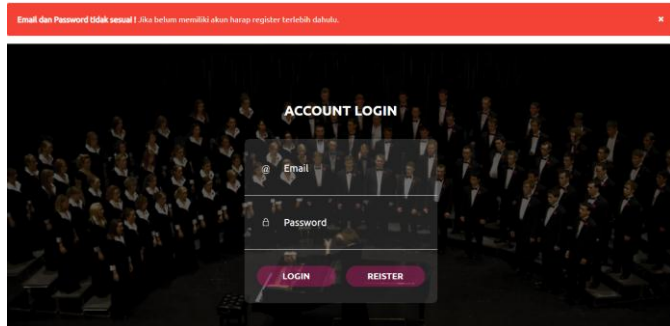 Email dan Password tidak sesuai ! Jika belum memiliki akun harap register terlebih dahulu. ×
ACCOUNT LOGIN
@ Email
Password
LOGIN REISTER